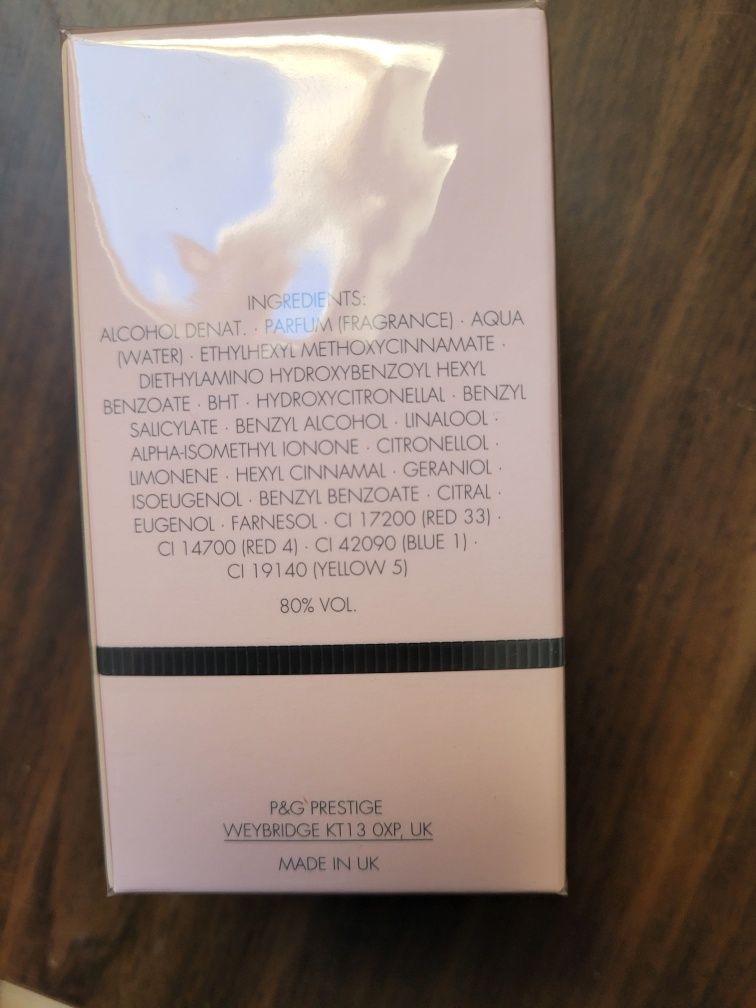 INGREDIENTS:
ALCOHOL DENAT. · PARFUM (FRAGRANCE) · AQUA
(WATER) · ETHYLHEXYL METHOXYCINNAMATE ·
DIETHYLAMINO HYDROXYBENZOYL HEXYL
BENZOATE · BHT · HYDROXYCITRONELLAL · BENZYL
SALICYLATE · BENZYL ALCOHOL · LINALOOL ·
ALPHA-ISOMETHYL IONONE · CITRONELLOL ·
LIMONENE · HEXYL CINNAMAL · GERANIOL ·
ISOEUGENOL · BENZYL BENZOATE · CITRAL ·
EUGENOL · FARNESOL · CI 17200 (RED 33) ·
CI 14700 (RED 4) · CI 42090 (BLUE 1) ·
CI 19140 (YELLOW 5)
80% VOL.
P&G PRESTIGE
WEYBRIDGE KT13 0XP, UK
MADE IN UK